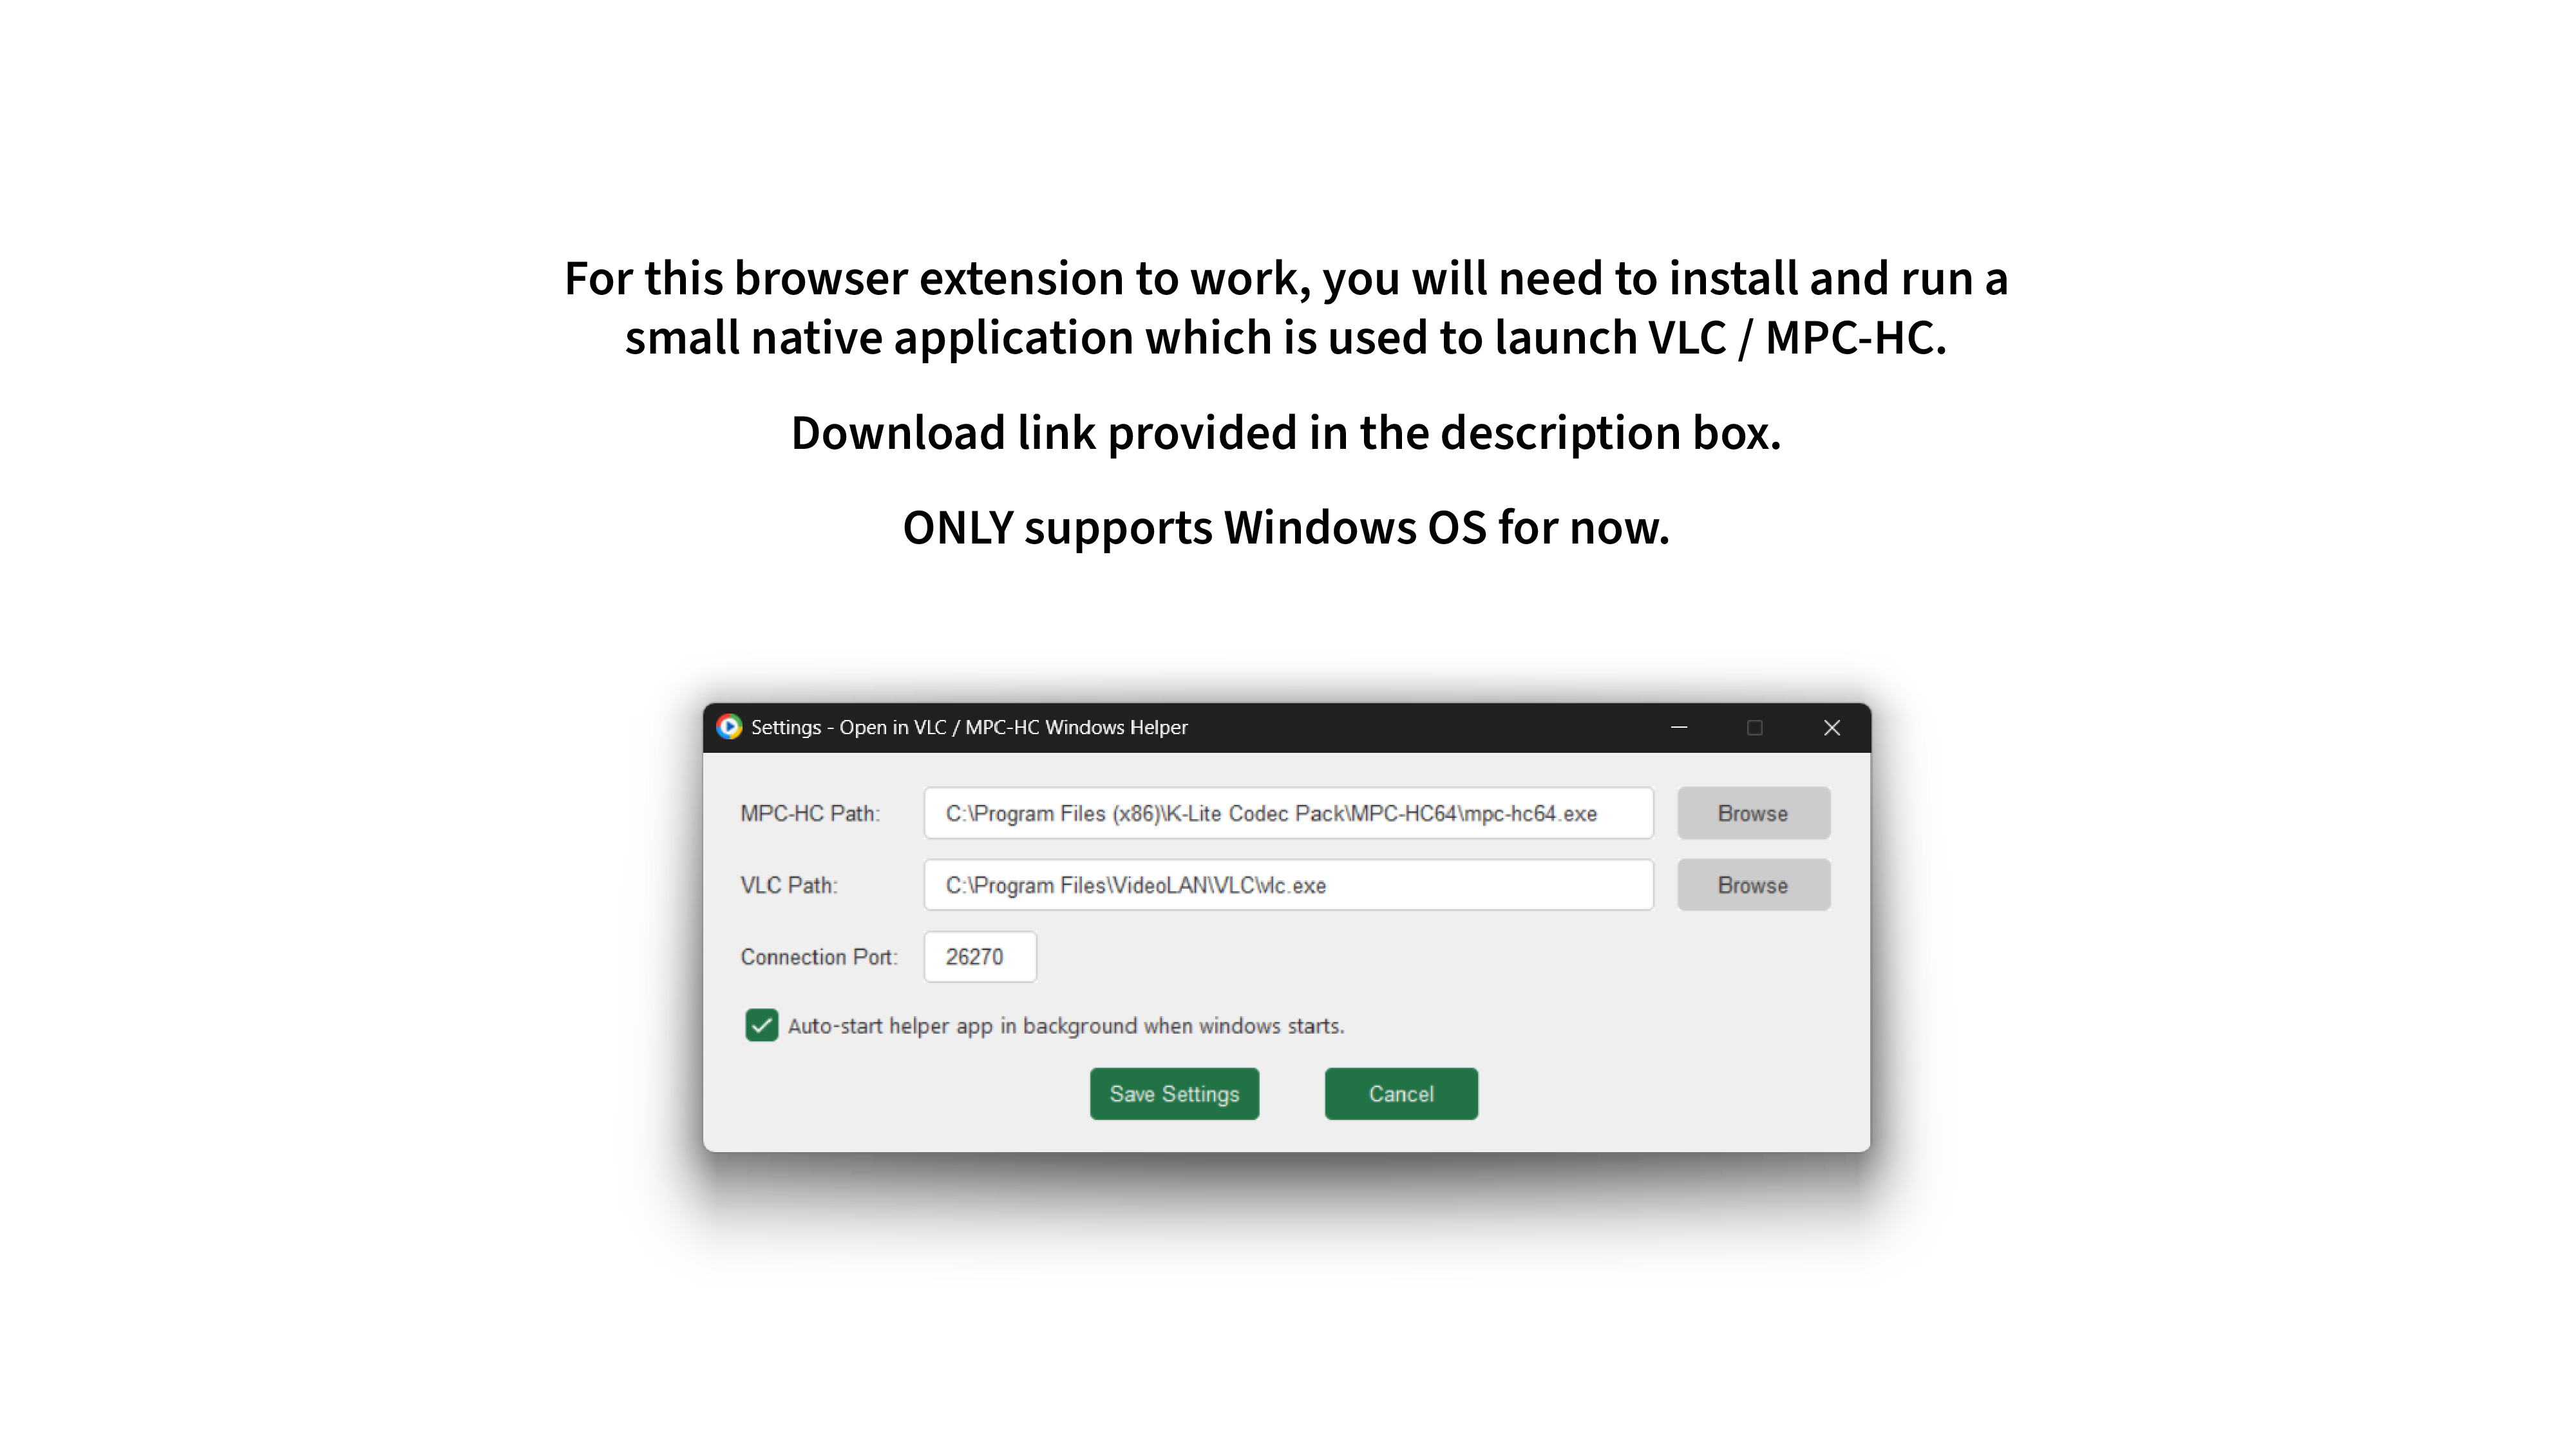 For this browser extension to work, you will need to install and run a
small native application which is used to launch VLC / MPC-HC.
Download link provided in the description box.
ONLY supports Windows OS for now.
Settings - Open in VLC / MPC-HC Windows Helper
MPC-HC Path: C:\Program Files (x86)\K-Lite Codec Pack\MPC-HC64\mpc-hc64.exe Browse
VLC Path: C:\Program Files\VideoLAN\VLC\vlc.exe Browse
Connection Port: 26270
Auto-start helper app in background when windows starts.
Save Settings Cancel